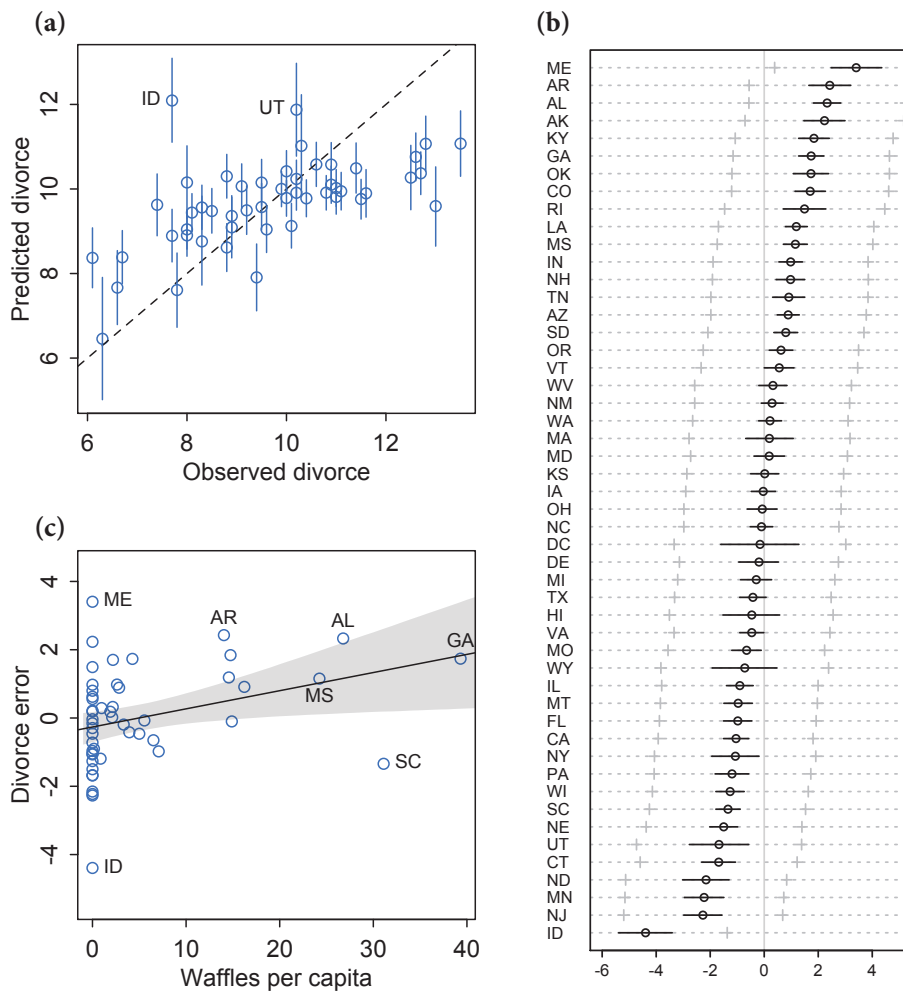 (a)
12
10
8
6
Predicted divorce
ID
UT
6
8
10
12
Observed divorce
(b)
ME
AR
AL
AK
KY
GA
OK
CO
RI
LA
MS
IN
NH
TN
AZ
SD
OR
VT
WV
NM
WA
MA
MD
KS
IA
OH
NC
DC
DE
MI
TX
HI
VA
MO
WY
IL
MT
FL
CA
NY
PA
WI
SC
NE
UT
CT
ND
MN
NJ
ID
-6
-4
-2
0
2
4
(c)
4
2
0
-2
-4
Divorce error
ME
AR
AL
GA
MS
SC
ID
0
10
20
30
40
Waffles per capita